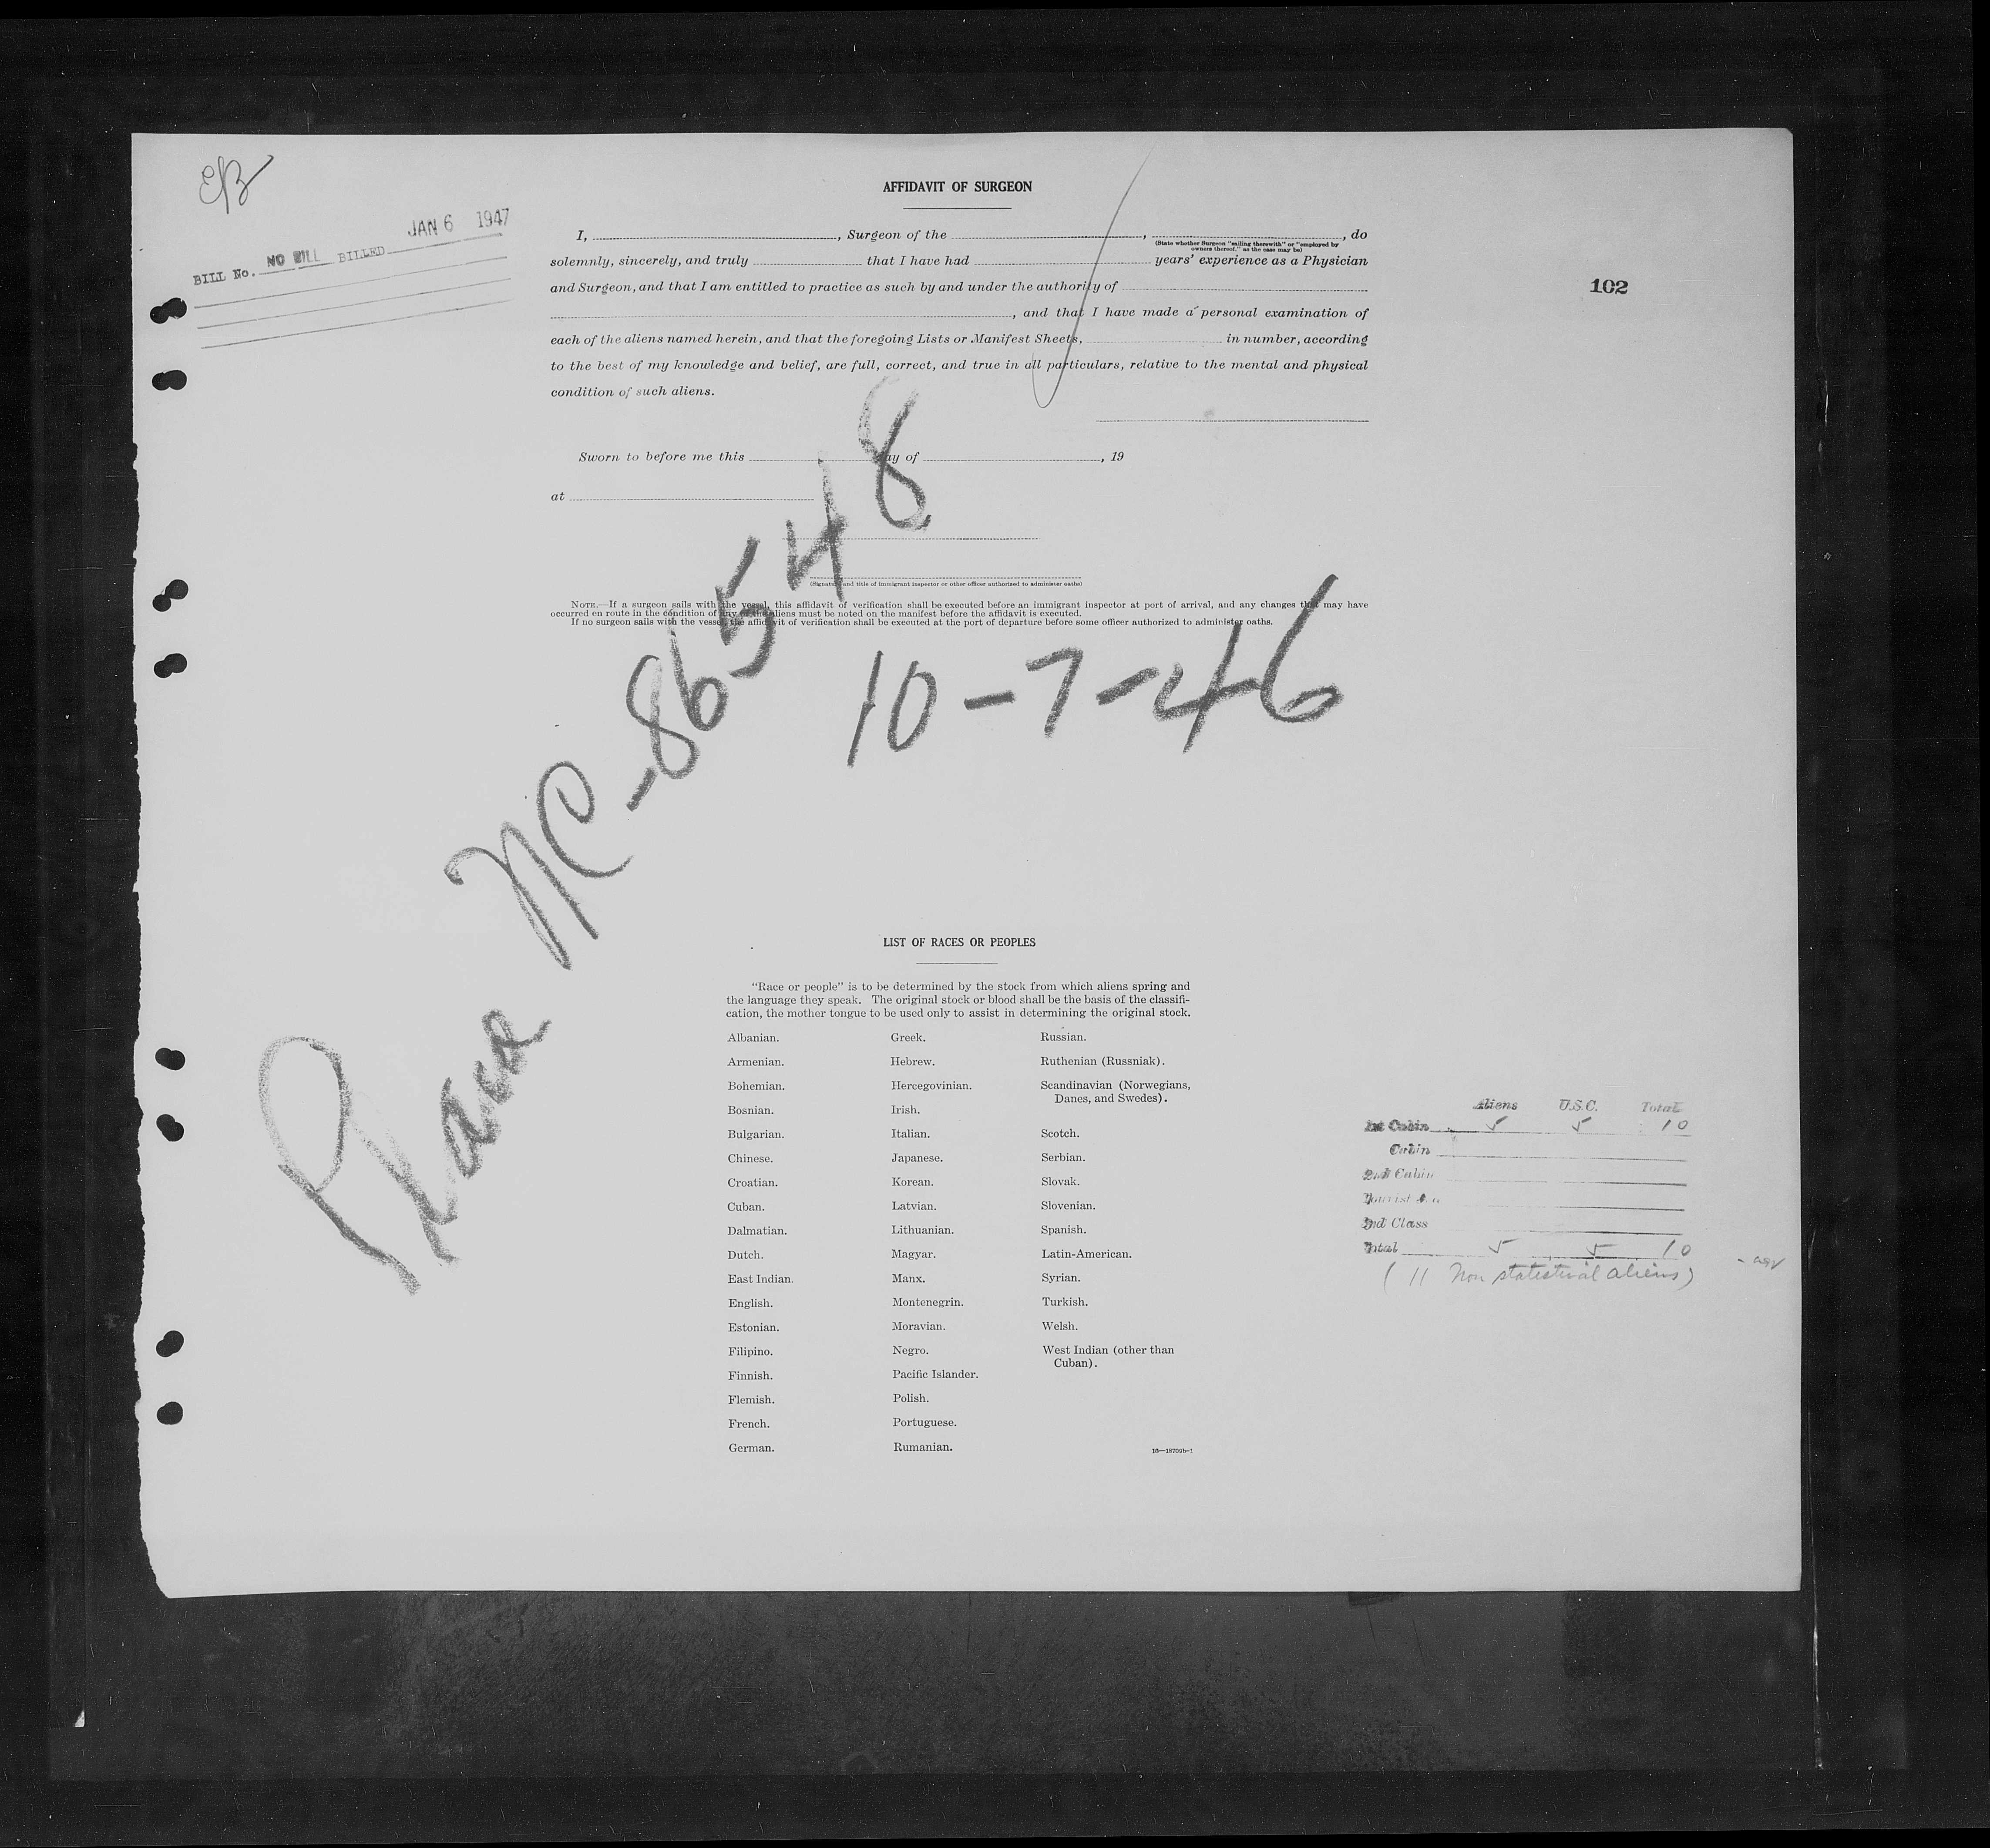 EB
JAN 6 1947
BILL No. NO BILL BILLED
102
AFFIDAVIT OF SURGEON
I, , Surgeon of the , , do
(State whether Surgeon "sailing therewith" or "employed by
owners thereof," as the case may be)
solemnly, sincerely, and truly that I have had years' experience as a Physician
and Surgeon, and that I am entitled to practice as such by and under the authority of
, and that I have made a personal examination of
each of the aliens named herein, and that the foregoing Lists or Manifest Sheets, in number, according
to the best of my knowledge and belief, are full, correct, and true in all particulars, relative to the mental and physical
condition of such aliens.
Sworn to before me this day of , 19
at
(Signature and title of immigrant inspector or other officer authorized to administer oaths)
NOTE.—If a surgeon sails with the vessel, this affidavit of verification shall be executed before an immigrant inspector at port of arrival, and any changes that may have
occurred en route in the condition of any of the aliens must be noted on the manifest before the affidavit is executed.
If no surgeon sails with the vessel, the affidavit of verification shall be executed at the port of departure before some officer authorized to administer oaths.
Plane NC-86548
10-7-46
LIST OF RACES OR PEOPLES
"Race or people" is to be determined by the stock from which aliens spring and
the language they speak. The original stock or blood shall be the basis of the classifi-
cation, the mother tongue to be used only to assist in determining the original stock.
Albanian. Greek. Russian.
Armenian. Hebrew. Ruthenian (Russniak).
Bohemian. Hercegovinian. Scandinavian (Norwegians,
Danes, and Swedes).
Bosnian. Irish.
Bulgarian. Italian. Scotch.
Chinese. Japanese. Serbian.
Croatian. Korean. Slovak.
Cuban. Latvian. Slovenian.
Dalmatian. Lithuanian. Spanish.
Dutch. Magyar. Latin-American.
East Indian. Manx. Syrian.
English. Montenegrin. Turkish.
Estonian. Moravian. Welsh.
Filipino. Negro. West Indian (other than
Cuban).
Finnish. Pacific Islander.
Flemish. Polish.
French. Portuguese.
German. Rumanian.
Aliens U.S.C. Total
1st Cabin 5 5 10
Cabin
2nd Cabin
Tourist
3rd Class
Total 5 5 10
( 11 Non statistical aliens)